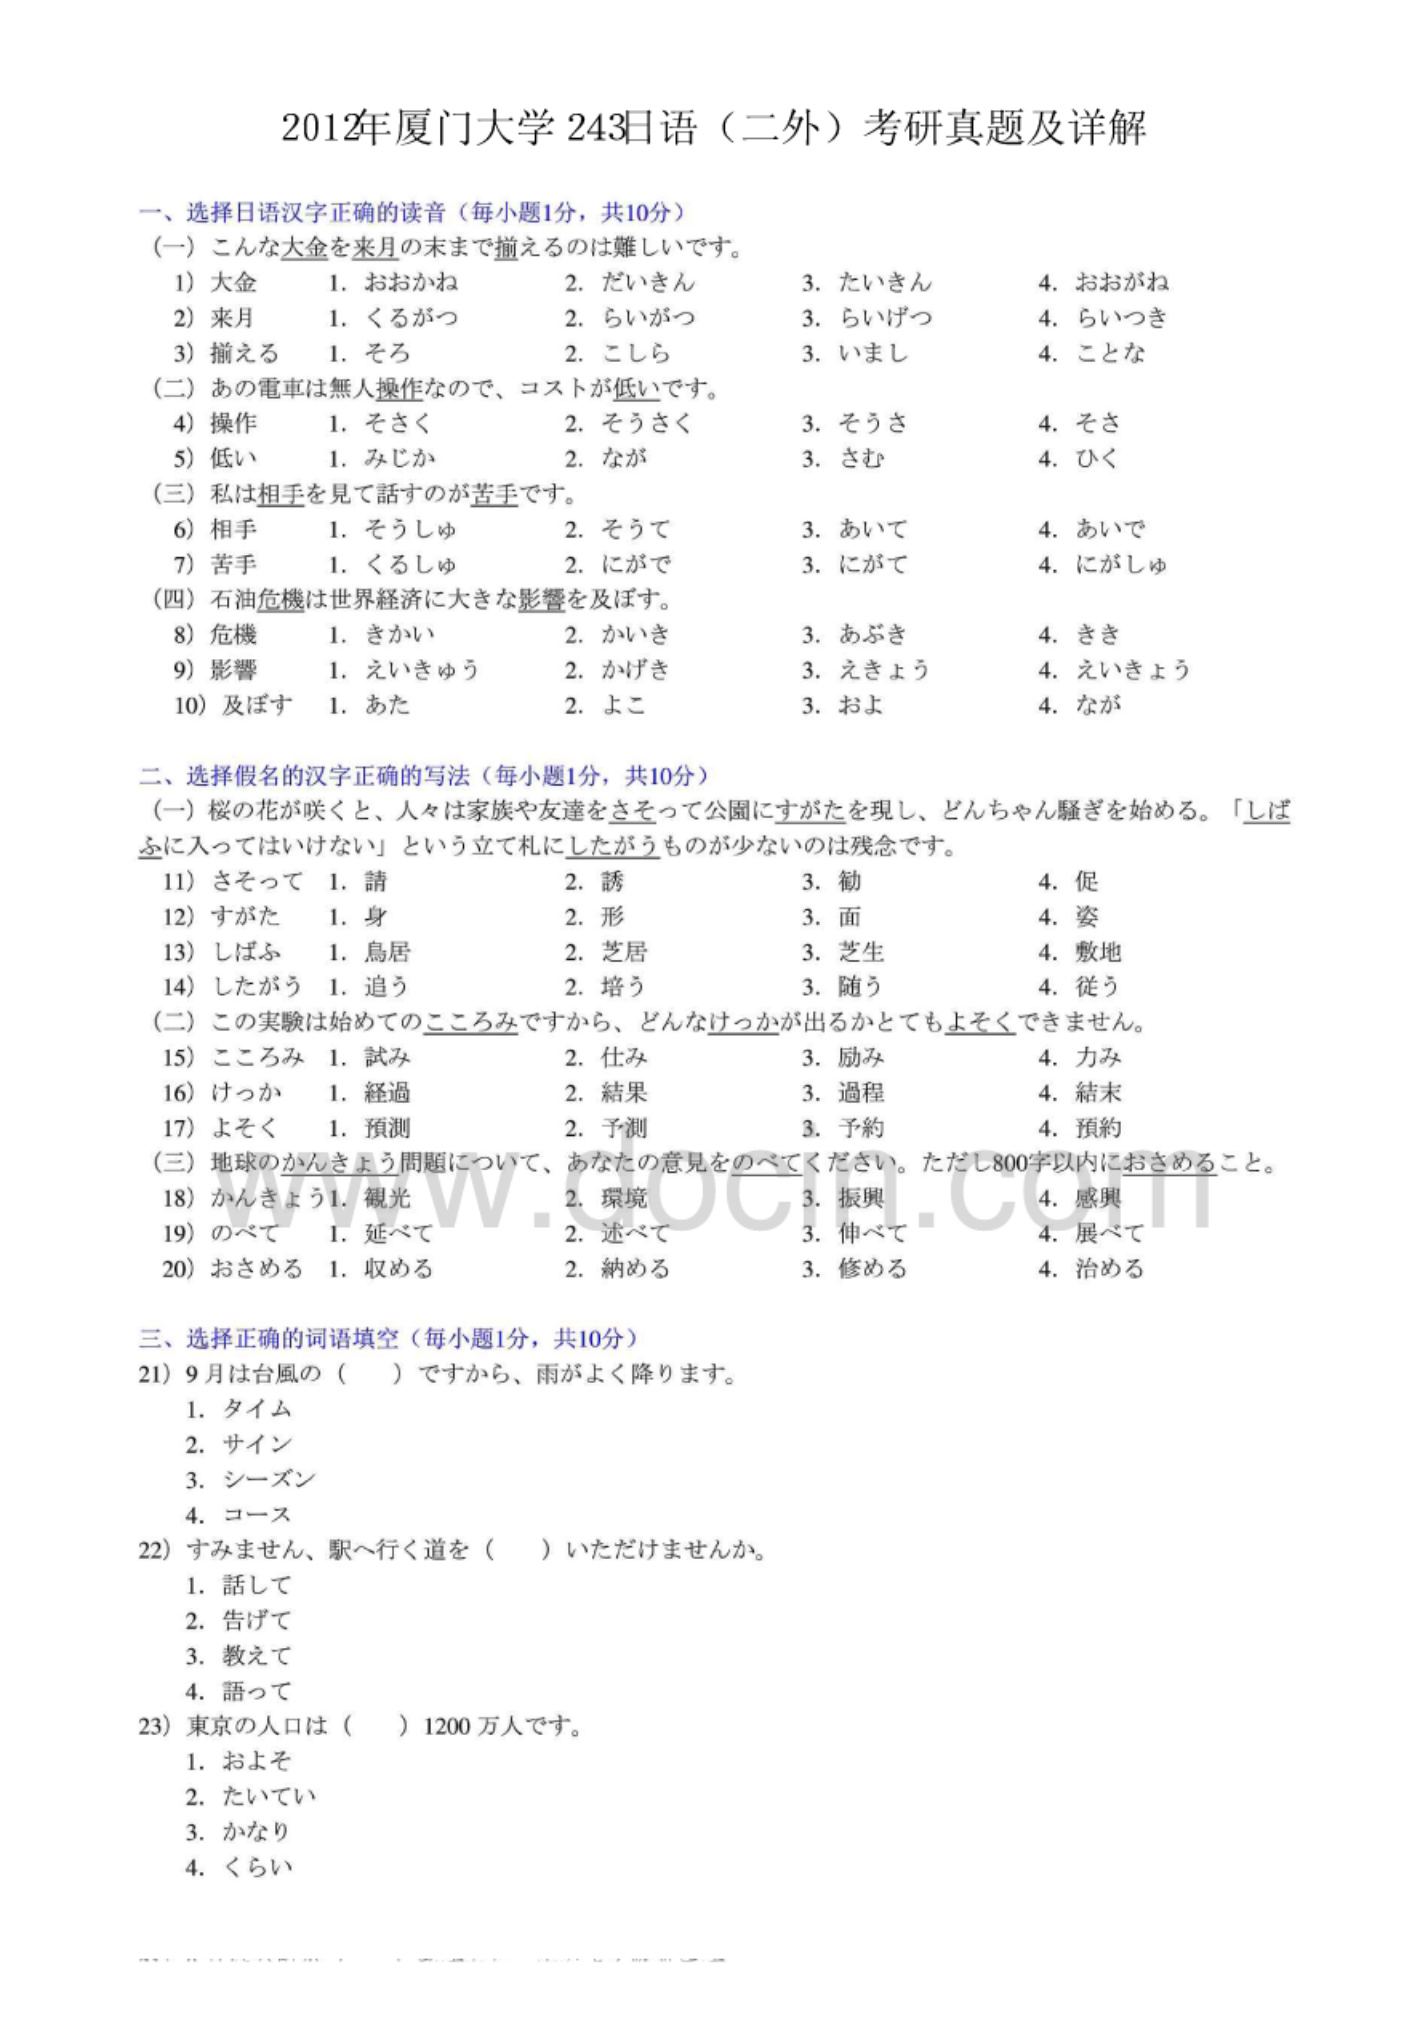 2012年厦门大学243日语（二外）考研真题及详解
一、选择日语汉字正确的读音（每小题1分，共10分）
（一）こんな大金を来月の末まで揃えるのは難しいです。
1）大金 1．おおかね 2．だいきん 3．たいきん 4．おおがね
2）来月 1．くるがつ 2．らいがつ 3．らいげつ 4．らいつき
3）揃える 1．そろ 2．こしら 3．いまし 4．ことな
（二）あの電車は無人操作なので、コストが低いです。
4）操作 1．そさく 2．そうさく 3．そうさ 4．そさ
5）低い 1．みじか 2．なが 3．さむ 4．ひく
（三）私は相手を見て話すのが苦手です。
6）相手 1．そうしゅ 2．そうて 3．あいて 4．あいで
7）苦手 1．くるしゅ 2．にがで 3．にがて 4．にがしゅ
（四）石油危機は世界経済に大きな影響を及ぼす。
8）危機 1．きかい 2．かいき 3．あぶき 4．きき
9）影響 1．えいきゅう 2．かげき 3．えきょう 4．えいきょう
10）及ぼす 1．あた 2．よこ 3．およ 4．なが
二、选择假名的汉字正确的写法（每小题1分，共10分）
（一）桜の花が咲くと、人々は家族や友達をさそって公園にすがたを現し、どんちゃん騒ぎを始める。「しば
ふに入ってはいけない」という立て札にしたがうものが少ないのは残念です。
11）さそって 1．請 2．誘 3．勧 4．促
12）すがた 1．身 2．形 3．面 4．姿
13）しばふ 1．鳥居 2．芝居 3．芝生 4．敷地
14）したがう 1．追う 2．培う 3．随う 4．従う
（二）この実験は始めてのこころみですから、どんなけっかが出るかとてもよそくできません。
15）こころみ 1．試み 2．仕み 3．励み 4．力み
16）けっか 1．経過 2．結果 3．過程 4．結末
17）よそく 1．預測 2．予測 3．予約 4．預約
（三）地球のかんきょう問題について、あなたの意見をのべてください。ただし800字以内におさめること。
18）かんきょう1．観光 2．環境 3．振興 4．感興
19）のべて 1．延べて 2．述べて 3．伸べて 4．展べて
20）おさめる 1．収める 2．納める 3．修める 4．治める
www.docin.com
三、选择正确的词语填空（每小题1分，共10分）
21）9月は台風の（ ）ですから、雨がよく降ります。
1．タイム
2．サイン
3．シーズン
4．コース
22）すみません、駅へ行く道を（ ）いただけませんか。
1．話して
2．告げて
3．教えて
4．語って
23）東京の人口は（ ）1200万人です。
1．およそ
2．たいてい
3．かなり
4．くらい